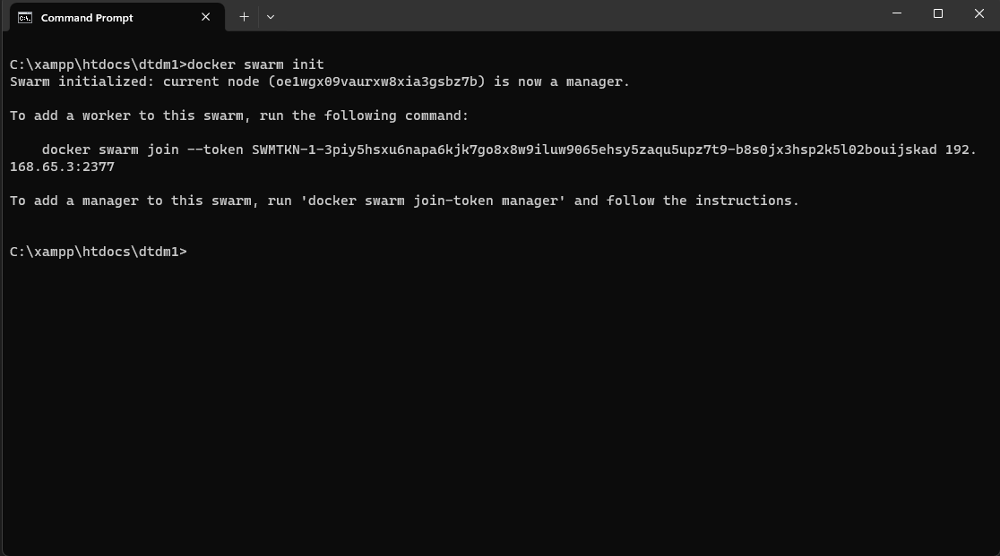 Command Prompt
C:\xampp\htdocs\dtdm1>docker swarm init
Swarm initialized: current node (oe1wgx09vaurxw8xia3gsbz7b) is now a manager.
To add a worker to this swarm, run the following command:
docker swarm join --token SWMTKN-1-3piy5hsxu6napa6kjk7go8x8w9iluw9065ehsy5zaqu5upz7t9-b8s0jx3hsp2k5l02bouijskad 192.
168.65.3:2377
To add a manager to this swarm, run 'docker swarm join-token manager' and follow the instructions.
C:\xampp\htdocs\dtdm1>